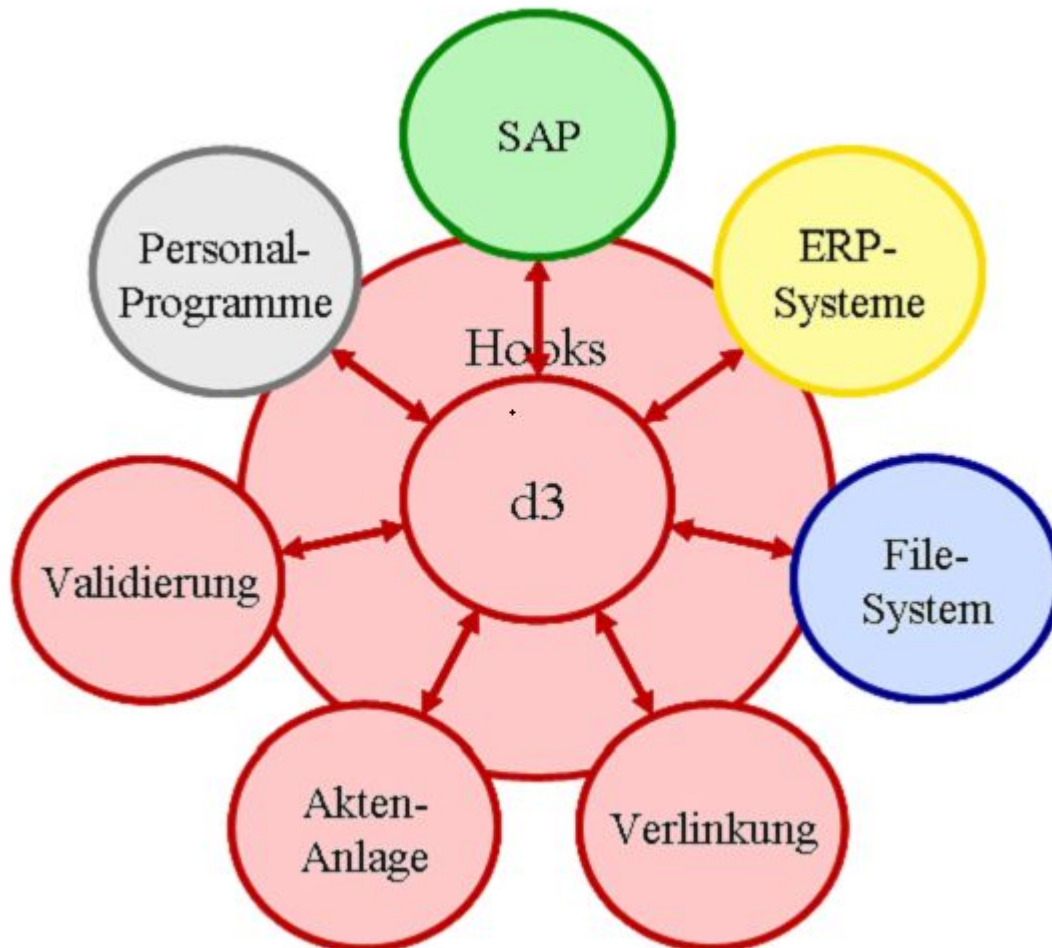 SAP
Personal-
Programme
ERP-
Systeme
Hooks
d3
Validierung
File-
System
Akten-
Anlage
Verlinkung